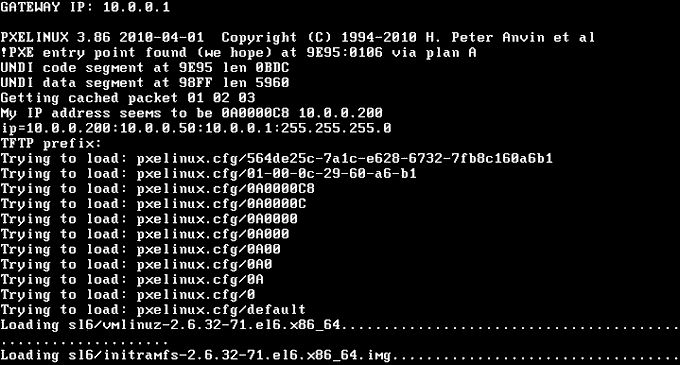 GATEWAY IP: 10.0.0.1
PXELINUX 3.86 2010-04-01  Copyright (C) 1994-2010 H. Peter Anvin et al
!PXE entry point found (we hope) at 9E95:0106 via plan A
UNDI code segment at 9E95 len 0BDC
UNDI data segment at 98FF len 5960
Getting cached packet 01 02 03
My IP address seems to be 0A0000C8 10.0.0.200
ip=10.0.0.200:10.0.0.50:10.0.0.1:255.255.255.0
TFTP prefix:
Trying to load: pxelinux.cfg/564de25c-7a1c-e628-6732-7fb8c160a6b1
Trying to load: pxelinux.cfg/01-00-0c-29-60-a6-b1
Trying to load: pxelinux.cfg/0A0000C8
Trying to load: pxelinux.cfg/0A0000C
Trying to load: pxelinux.cfg/0A0000
Trying to load: pxelinux.cfg/0A000
Trying to load: pxelinux.cfg/0A00
Trying to load: pxelinux.cfg/0A0
Trying to load: pxelinux.cfg/0A
Trying to load: pxelinux.cfg/0
Trying to load: pxelinux.cfg/default
Loading sl6/vmlinuz-2.6.32-71.el6.x86_64........................................
....................
Loading sl6/initramfs-2.6.32-71.el6.x86_64.img..................................